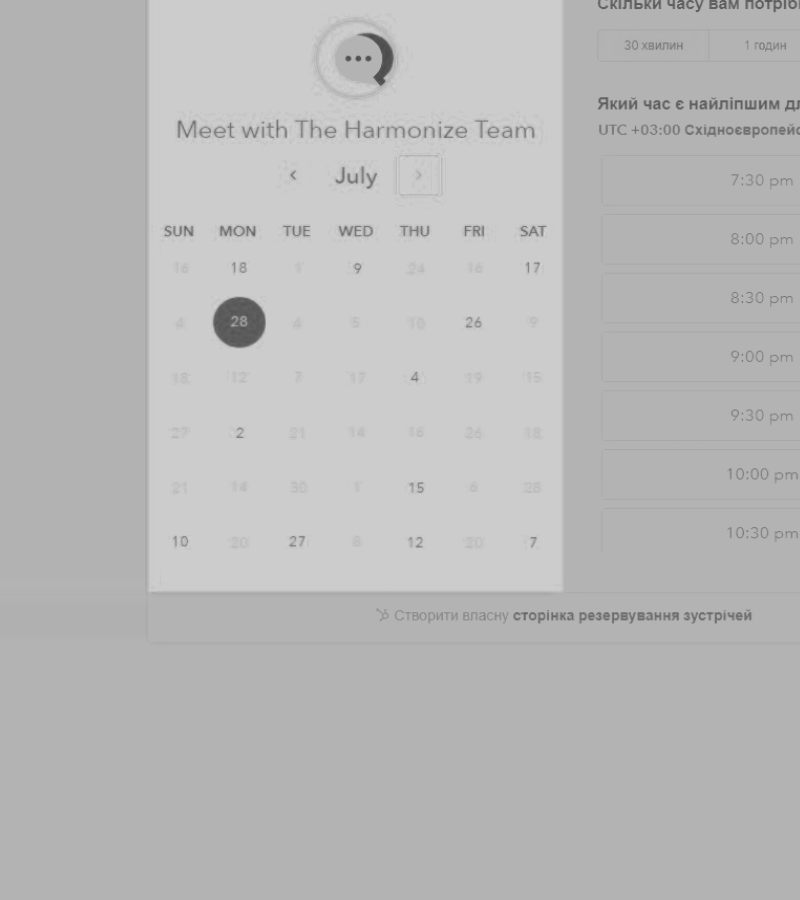 Meet with The Harmonize Team
July
SUN MON TUE WED THU FRI SAT
16 18 1 9 24 16 17
4 28 4 5 10 26 9
18 12 7 17 4 19 15
27 2 21 14 16 26 18
21 14 30 1 15 6 28
10 20 27 8 12 20 7
Скільки часу вам
30 хвилин 1 годин
Який час є найліпшим
UTC +03:00
7:30 pm
8:00 pm
8:30 pm
9:00 pm
9:30 pm
10:00 pm
10:30 pm
Створити власну сторінка резервування зустрічей